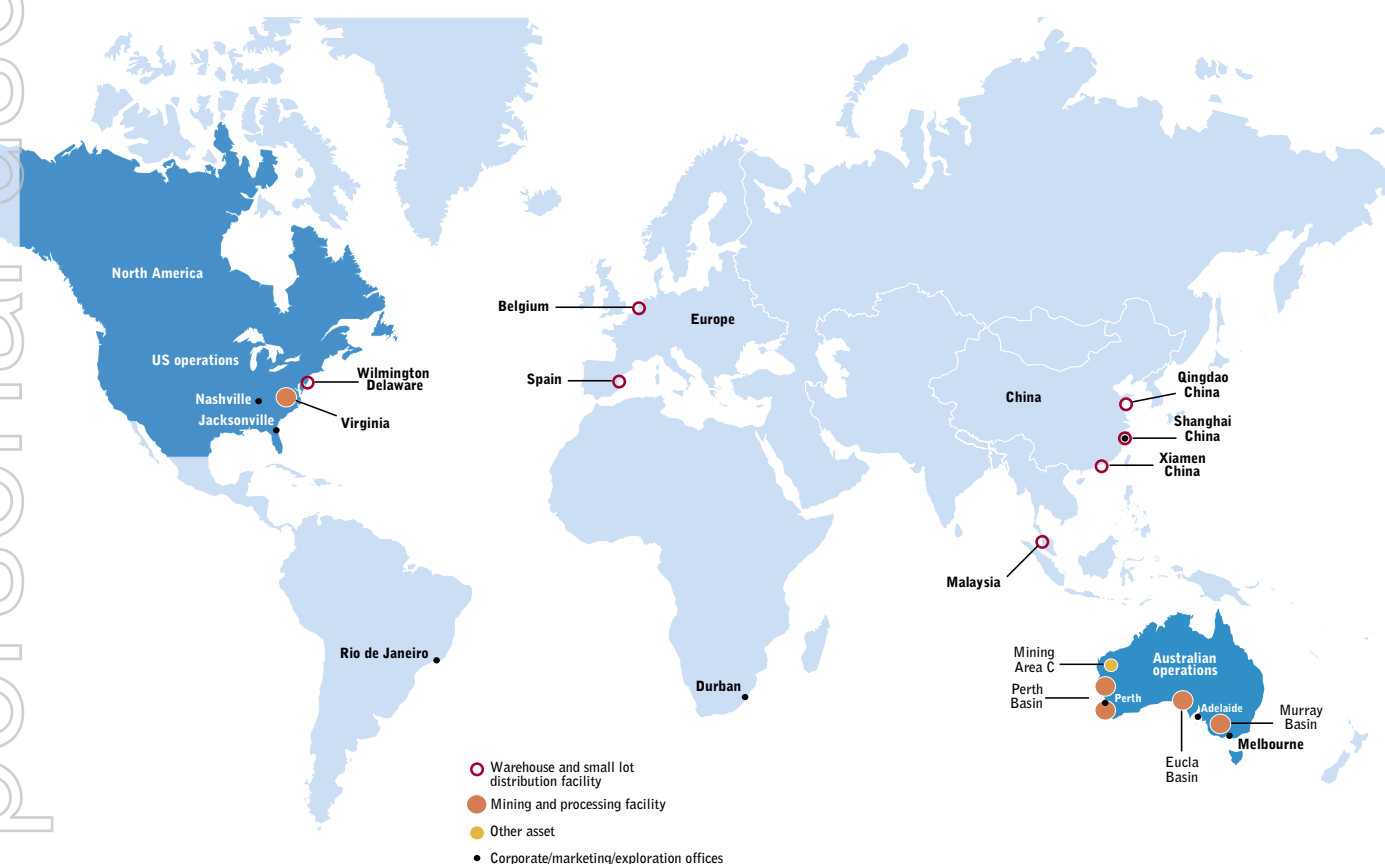 North America
US operations
Wilmington
Delaware
Nashville
Jacksonville
Virginia
Belgium
Europe
Spain
China
Qingdao
China
Shanghai
China
Xiamen
China
Malaysia
Rio de Janeiro
Durban
Mining
Area C
Australian
operations
Perth
Basin
Perth
Adelaide
Murray
Basin
Melbourne
Eucla
Basin
Warehouse and small lot
distribution facility
Mining and processing facility
Other asset
Corporate/marketing/exploration offices